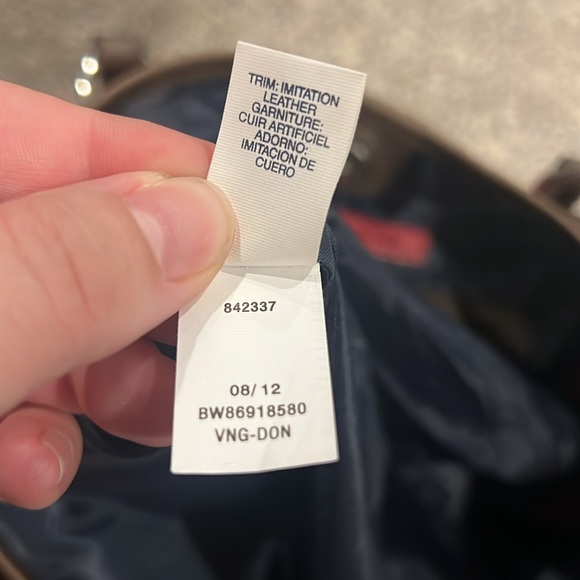 TRIM: IMITATION
LEATHER
GARNITURE:
CUIR ARTIFICIEL
ADORNO:
IMITACION DE
CUERO
842337
08/ 12
BW86918580
VNG-DON